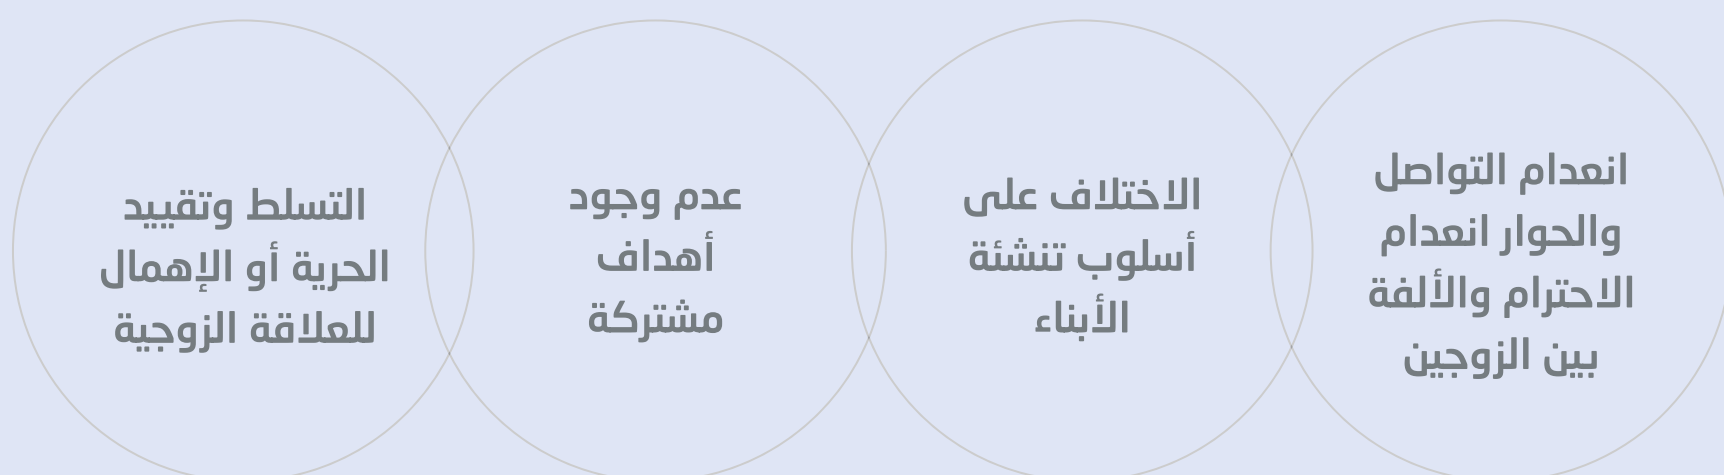 انعدام التواصل
والحوار انعدام
الاحترام والألفة
بين الزوجين
الاختلاف على
أسلوب تنشئة
الأبناء
عدم وجود
أهداف
مشتركة
التسلط وتقييد
الحرية أو الإهمال
للعلاقة الزوجية